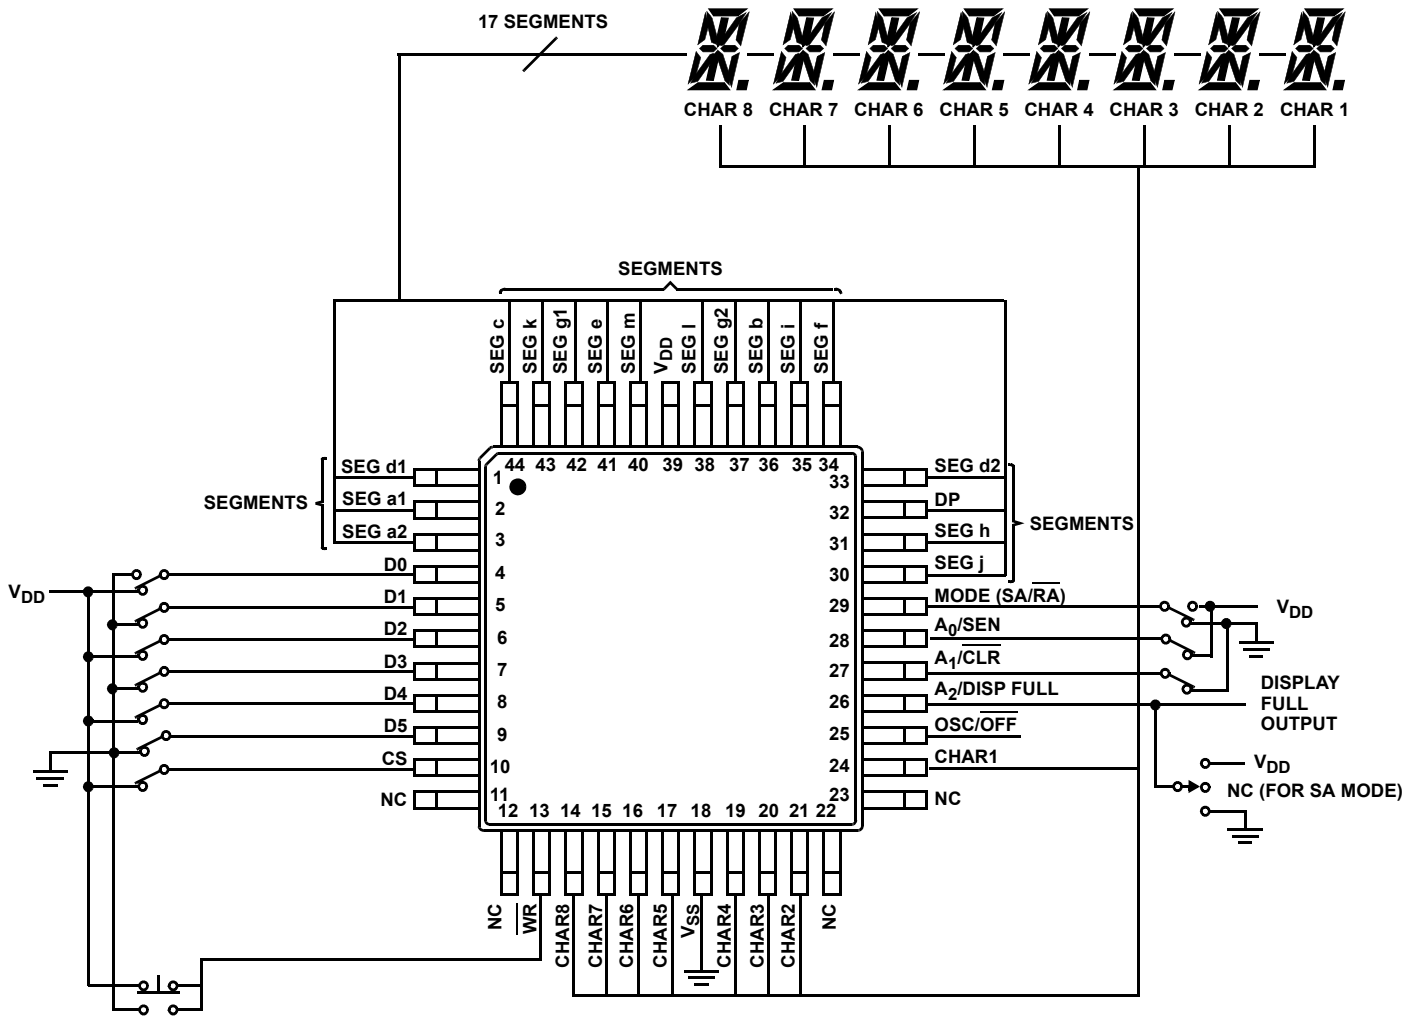 17 SEGMENTS
CHAR 8 CHAR 7 CHAR 6 CHAR 5 CHAR 4 CHAR 3 CHAR 2 CHAR 1
SEGMENTS
SEG c
SEG k
SEG g1
SEG e
SEG m
VDD
SEG l
SEG g2
SEG b
SEG i
SEG f
44 43 42 41 40 39 38 37 36 35 34
SEGMENTS
SEG d1
SEG a1
SEG a2
D0
D1
D2
D3
D4
D5
CS
NC
VDD
1
2
3
4
5
6
7
8
9
10
11
33
32
31
30
29
28
27
26
25
24
23
SEG d2
DP
SEG h
SEG j
SEGMENTS
MODE (SA/R̅A̅)
A0/SEN
A1/C̅L̅R̅
A2/DISP FULL
OSC/O̅F̅F̅
CHAR1
NC
VDD
DISPLAY
FULL
OUTPUT
VDD
NC (FOR SA MODE)
12 13 14 15 16 17 18 19 20 21 22
NC
W̅R̅
CHAR8
CHAR7
CHAR6
CHAR5
VSS
CHAR4
CHAR3
CHAR2
NC